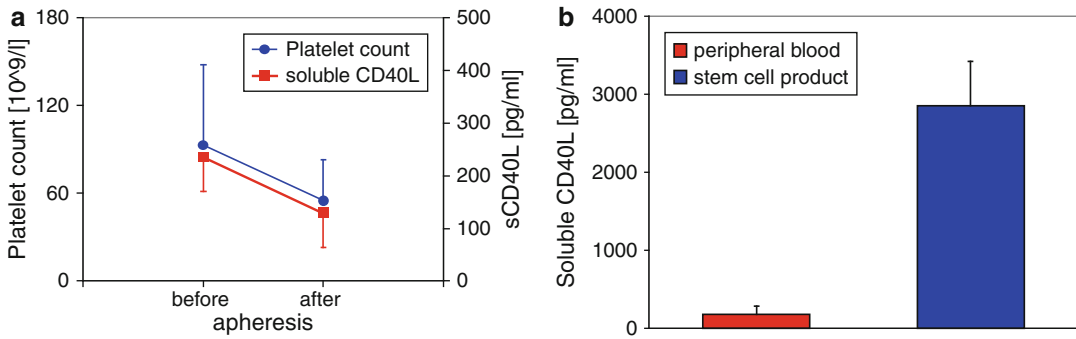 a
180
120
60
0
Platelet count [10^9/l]
Platelet count
soluble CD40L
500
400
300
200
100
0
sCD40L [pg/ml]
before after
apheresis
b
4000
3000
2000
1000
0
Soluble CD40L [pg/ml]
peripheral blood
stem cell product